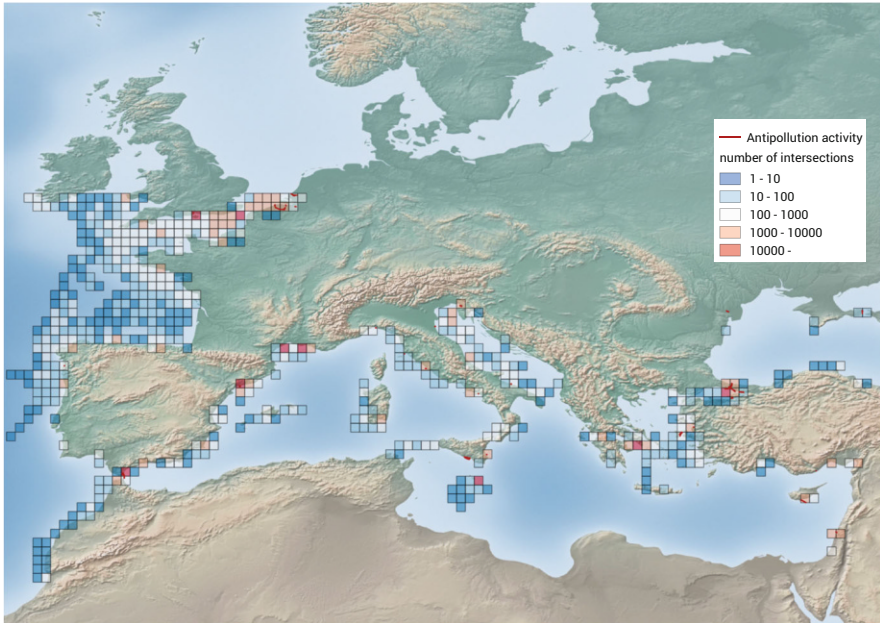 Antipollution activity
number of intersections
1 - 10
10 - 100
100 - 1000
1000 - 10000
10000 -